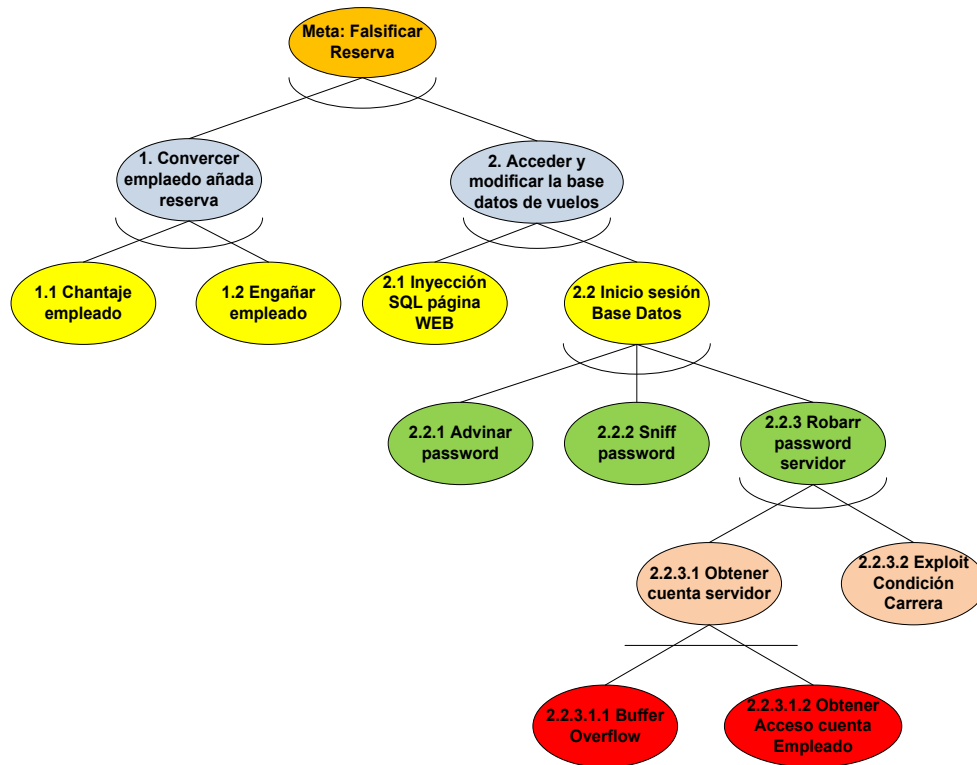 Meta: Falsificar
Reserva
1. Convercer
emplaedo añada
reserva
2. Acceder y
modificar la base
datos de vuelos
1.1 Chantaje
empleado
1.2 Engañar
empleado
2.1 Inyección
SQL página
WEB
2.2 Inicio sesión
Base Datos
2.2.1 Advinar
password
2.2.2 Sniff
password
2.2.3 Robarr
password
servidor
2.2.3.1 Obtener
cuenta servidor
2.2.3.2 Exploit
Condición
Carrera
2.2.3.1.1 Buffer
Overflow
2.2.3.1.2 Obtener
Acceso cuenta
Empleado